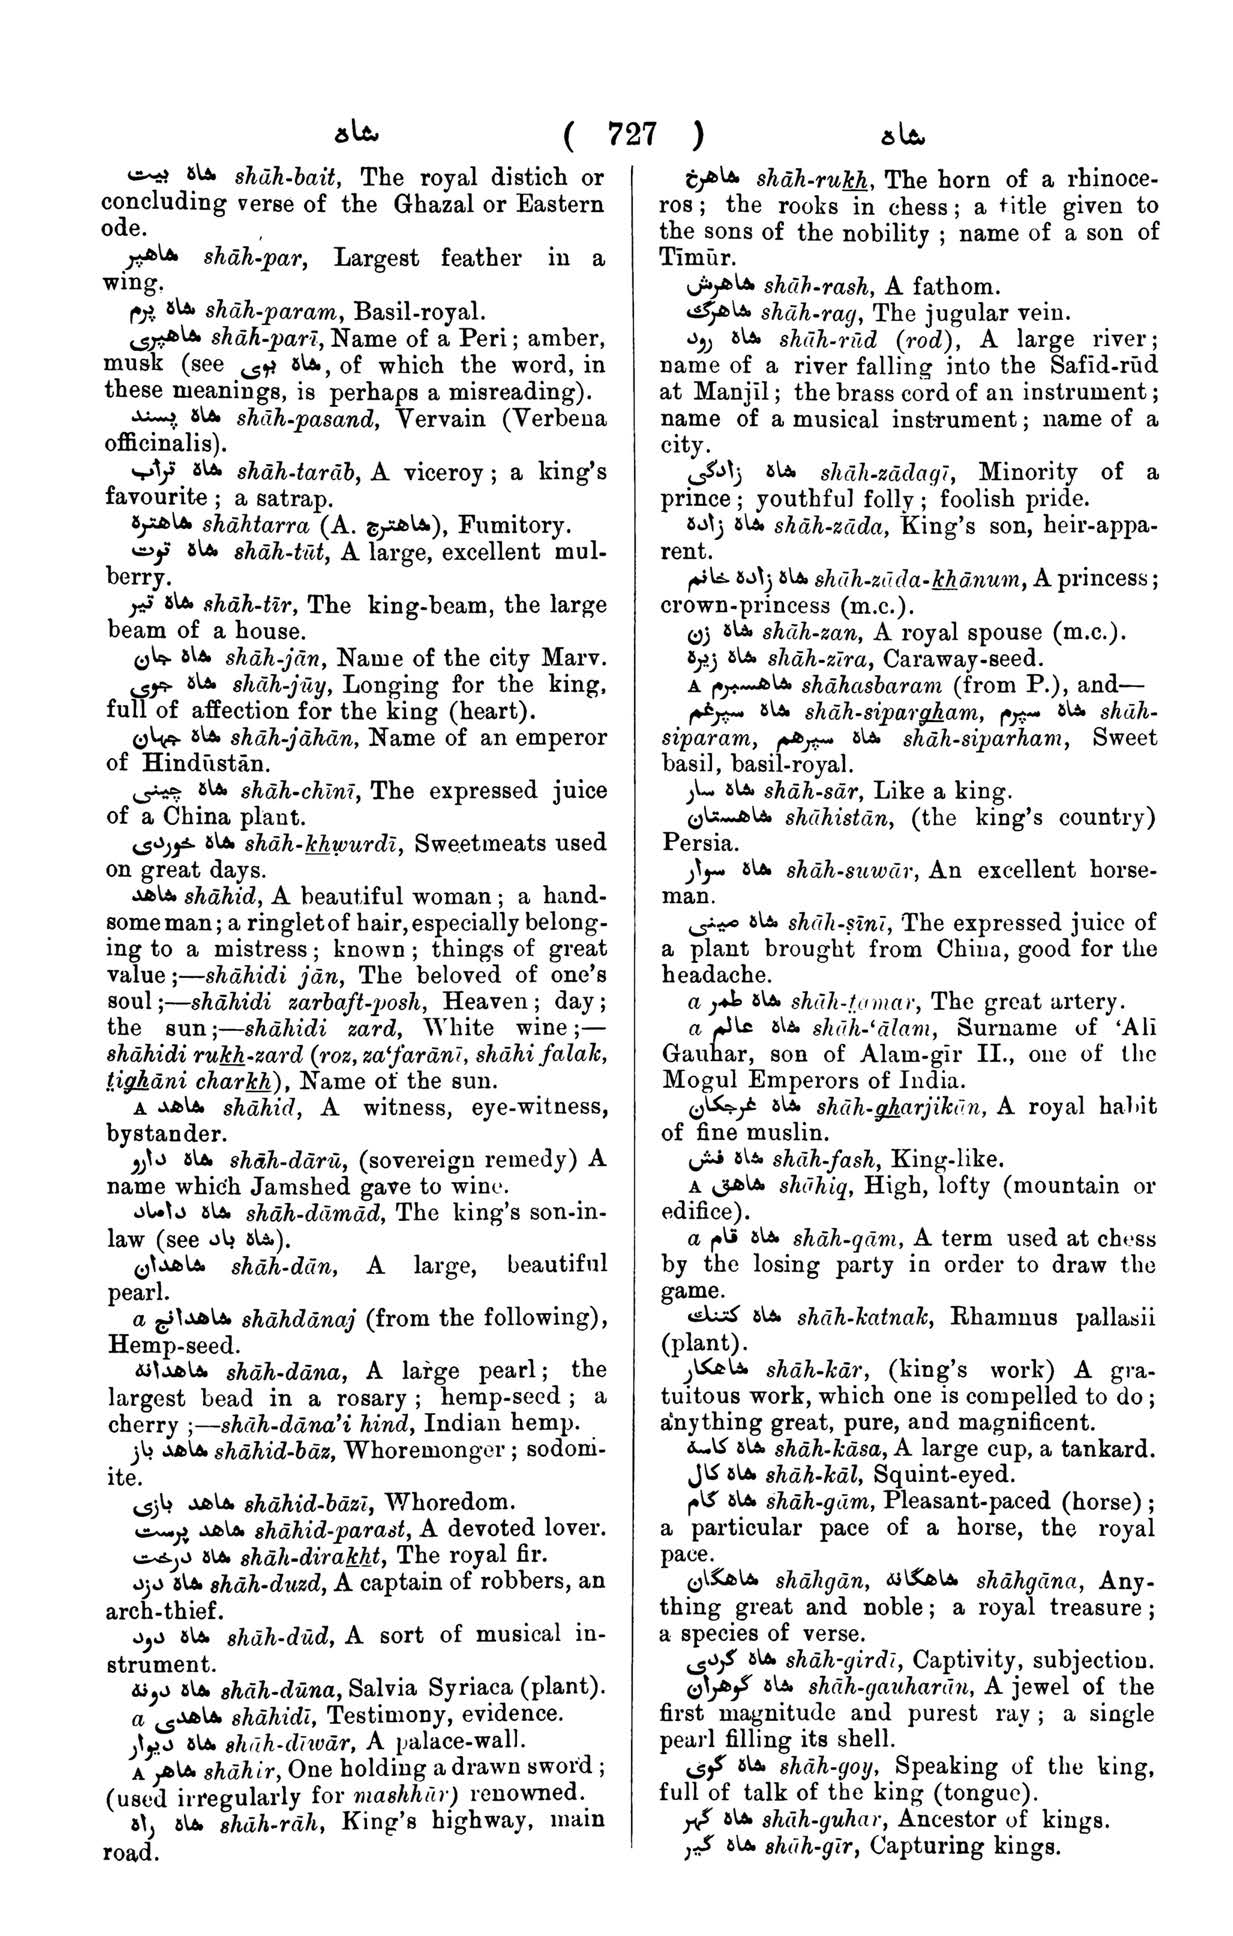 شاه ( 727 ) شاه
شاه بیت shāh-bait, The royal distich or
concluding verse of the Ghazal or Eastern
ode.
شاهپر shāh-par, Largest feather in a
wing.
شاه پرم shāh-param, Basil-royal.
شاهپری shāh-parī, Name of a Peri; amber,
musk (see شاه بوی, of which the word, in
these meanings, is perhaps a misreading).
شاه پسند shāh-pasand, Vervain (Verbena
officinalis).
شاه تراب shāh-tarāb, A viceroy; a king's
favourite; a satrap.
شاهتره shāhtarra (A. شاهترج), Fumitory.
شاه توت shāh-tūt, A large, excellent mul-
berry.
شاه تیر shāh-tīr, The king-beam, the large
beam of a house.
شاه جان shāh-jān, Name of the city Marv.
شاه جوی shāh-jūy, Longing for the king,
full of affection for the king (heart).
شاه جهان shāh-jāhān, Name of an emperor
of Hindūstān.
شاه چینی shāh-chīnī, The expressed juice
of a China plant.
شاه خوردی shāh-khwurdī, Sweetmeats used
on great days.
شاهد shāhid, A beautiful woman; a hand-
some man; a ringlet of hair, especially belong-
ing to a mistress; known; things of great
value;—shāhidi jān, The beloved of one's
soul;—shāhidi zarbaft-posh, Heaven; day;
the sun;—shāhidi zard, White wine;—
shāhidi rukh-zard (roz, za‘farānī, shāhi falak,
t̤ighāni charkh), Name of the sun.
A شاهد shāhid, A witness, eye-witness,
bystander.
شاه دارو shāh-dārū, (sovereign remedy) A
name which Jamshed gave to wine.
شاه داماد shāh-dāmād, The king's son-in-
law (see شاه باد).
شاهدان shāh-dān, A large, beautiful
pearl.
a شاهدانج shāhdānaj (from the following),
Hemp-seed.
شاهدانه shāh-dāna, A large pearl; the
largest bead in a rosary; hemp-seed; a
cherry;—shāh-dāna'i hind, Indian hemp.
شاهد باز shāhid-bāz, Whoremonger; sodom-
ite.
شاهد بازی shāhid-bāzī, Whoredom.
شاهد پرست shāhid-parast, A devoted lover.
شاه درخت shāh-dirakht, The royal fir.
شاه دزد shāh-duzd, A captain of robbers, an
arch-thief.
شاه دود shāh-dūd, A sort of musical in-
strument.
شاه دونه shāh-dūna, Salvia Syriaca (plant).
a شاهدی shāhidī, Testimony, evidence.
شاه دیوار shāh-dīwār, A palace-wall.
A شاهر shāhir, One holding a drawn sword;
(used irregularly for mashhūr) renowned.
شاه راه shāh-rāh, King's highway, main
road.
شاهرخ shāh-rukh, The horn of a rhinoce-
ros; the rooks in chess; a title given to
the sons of the nobility; name of a son of
Tīmūr.
شاهرش shāh-rash, A fathom.
شاهرگ shāh-rag, The jugular vein.
شاه رود shāh-rūd (rod), A large river;
name of a river falling into the Safīd-rūd
at Manjīl; the brass cord of an instrument;
name of a musical instrument; name of a
city.
شاه زادگی shāh-zādagī, Minority of a
prince; youthful folly; foolish pride.
شاه زاده shāh-zāda, King's son, heir-appa-
rent.
شاه زاده خانم shāh-zāda-khānum, A princess;
crown-princess (m.c.).
شاه زن shāh-zan, A royal spouse (m.c.).
شاه زیره shāh-zīra, Caraway-seed.
A شاهسبرم shāhasbaram (from P.), and—
شاه سپرغم shāh-sipargham, شاه سپرم shāh-
siparam, شاه سپرهم shāh-siparham, Sweet
basil, basil-royal.
شاه سار shāh-sār, Like a king.
شاهستان shāhistān, (the king's country)
Persia.
شاه سوار shāh-suwār, An excellent horse-
man.
شاه صینی shāh-ṣīnī, The expressed juice of
a plant brought from China, good for the
headache.
a شاه طمر shāh-t̤amar, The great artery.
a شاه عالم shāh-‘ālam, Surname of ‘Alī
Gauhar, son of Alam-gīr II., one of the
Mogul Emperors of India.
شاه غرجکان shāh-gharjikān, A royal habit
of fine muslin.
شاه فش shāh-fash, King-like.
A شاهق shāhiq, High, lofty (mountain or
edifice).
a شاه قام shāh-qām, A term used at chess
by the losing party in order to draw the
game.
شاه کتنك shāh-katnak, Rhamnus pallasii
(plant).
شاهکار shāh-kār, (king's work) A gra-
tuitous work, which one is compelled to do;
anything great, pure, and magnificent.
شاه کاسه shāh-kāsa, A large cup, a tankard.
شاه کال shāh-kāl, Squint-eyed.
شاه گام shāh-gām, Pleasant-paced (horse);
a particular pace of a horse, the royal
pace.
شاهگان shāhgān, شاهگانه shāhgāna, Any-
thing great and noble; a royal treasure;
a species of verse.
شاه گردی shāh-girdī, Captivity, subjection.
شاه گوهران shāh-gauharān, A jewel of the
first magnitude and purest ray; a single
pearl filling its shell.
شاه گوی shāh-goy, Speaking of the king,
full of talk of the king (tongue).
شاه گهر shāh-guhar, Ancestor of kings.
شاه گیر shāh-gīr, Capturing kings.